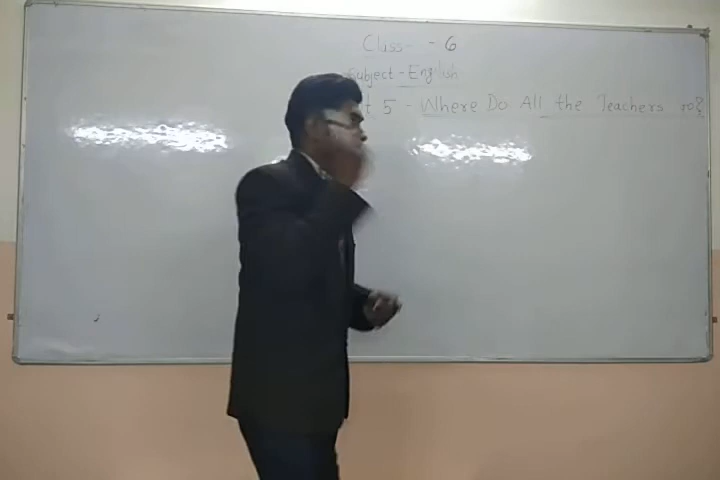 Class - - 6
Subject - English
t 5 - Where Do All the Teachers go?